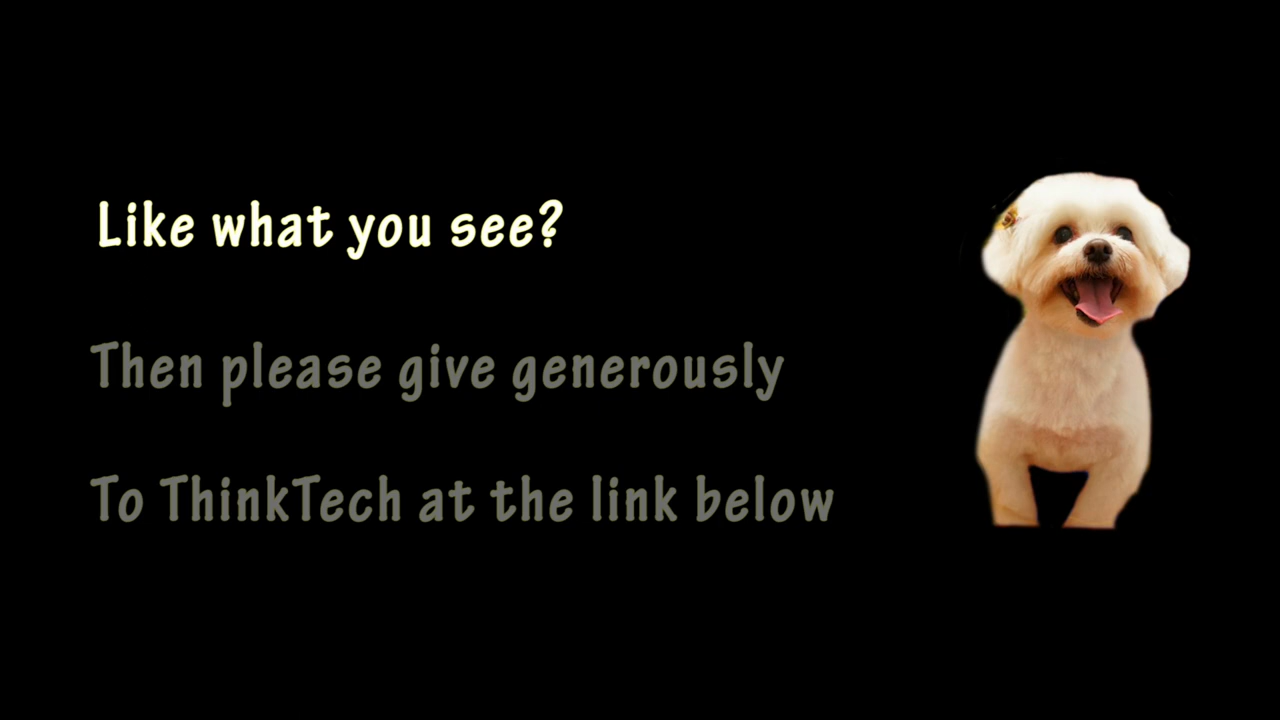 Like what you see?
Then please give generously
To ThinkTech at the link below